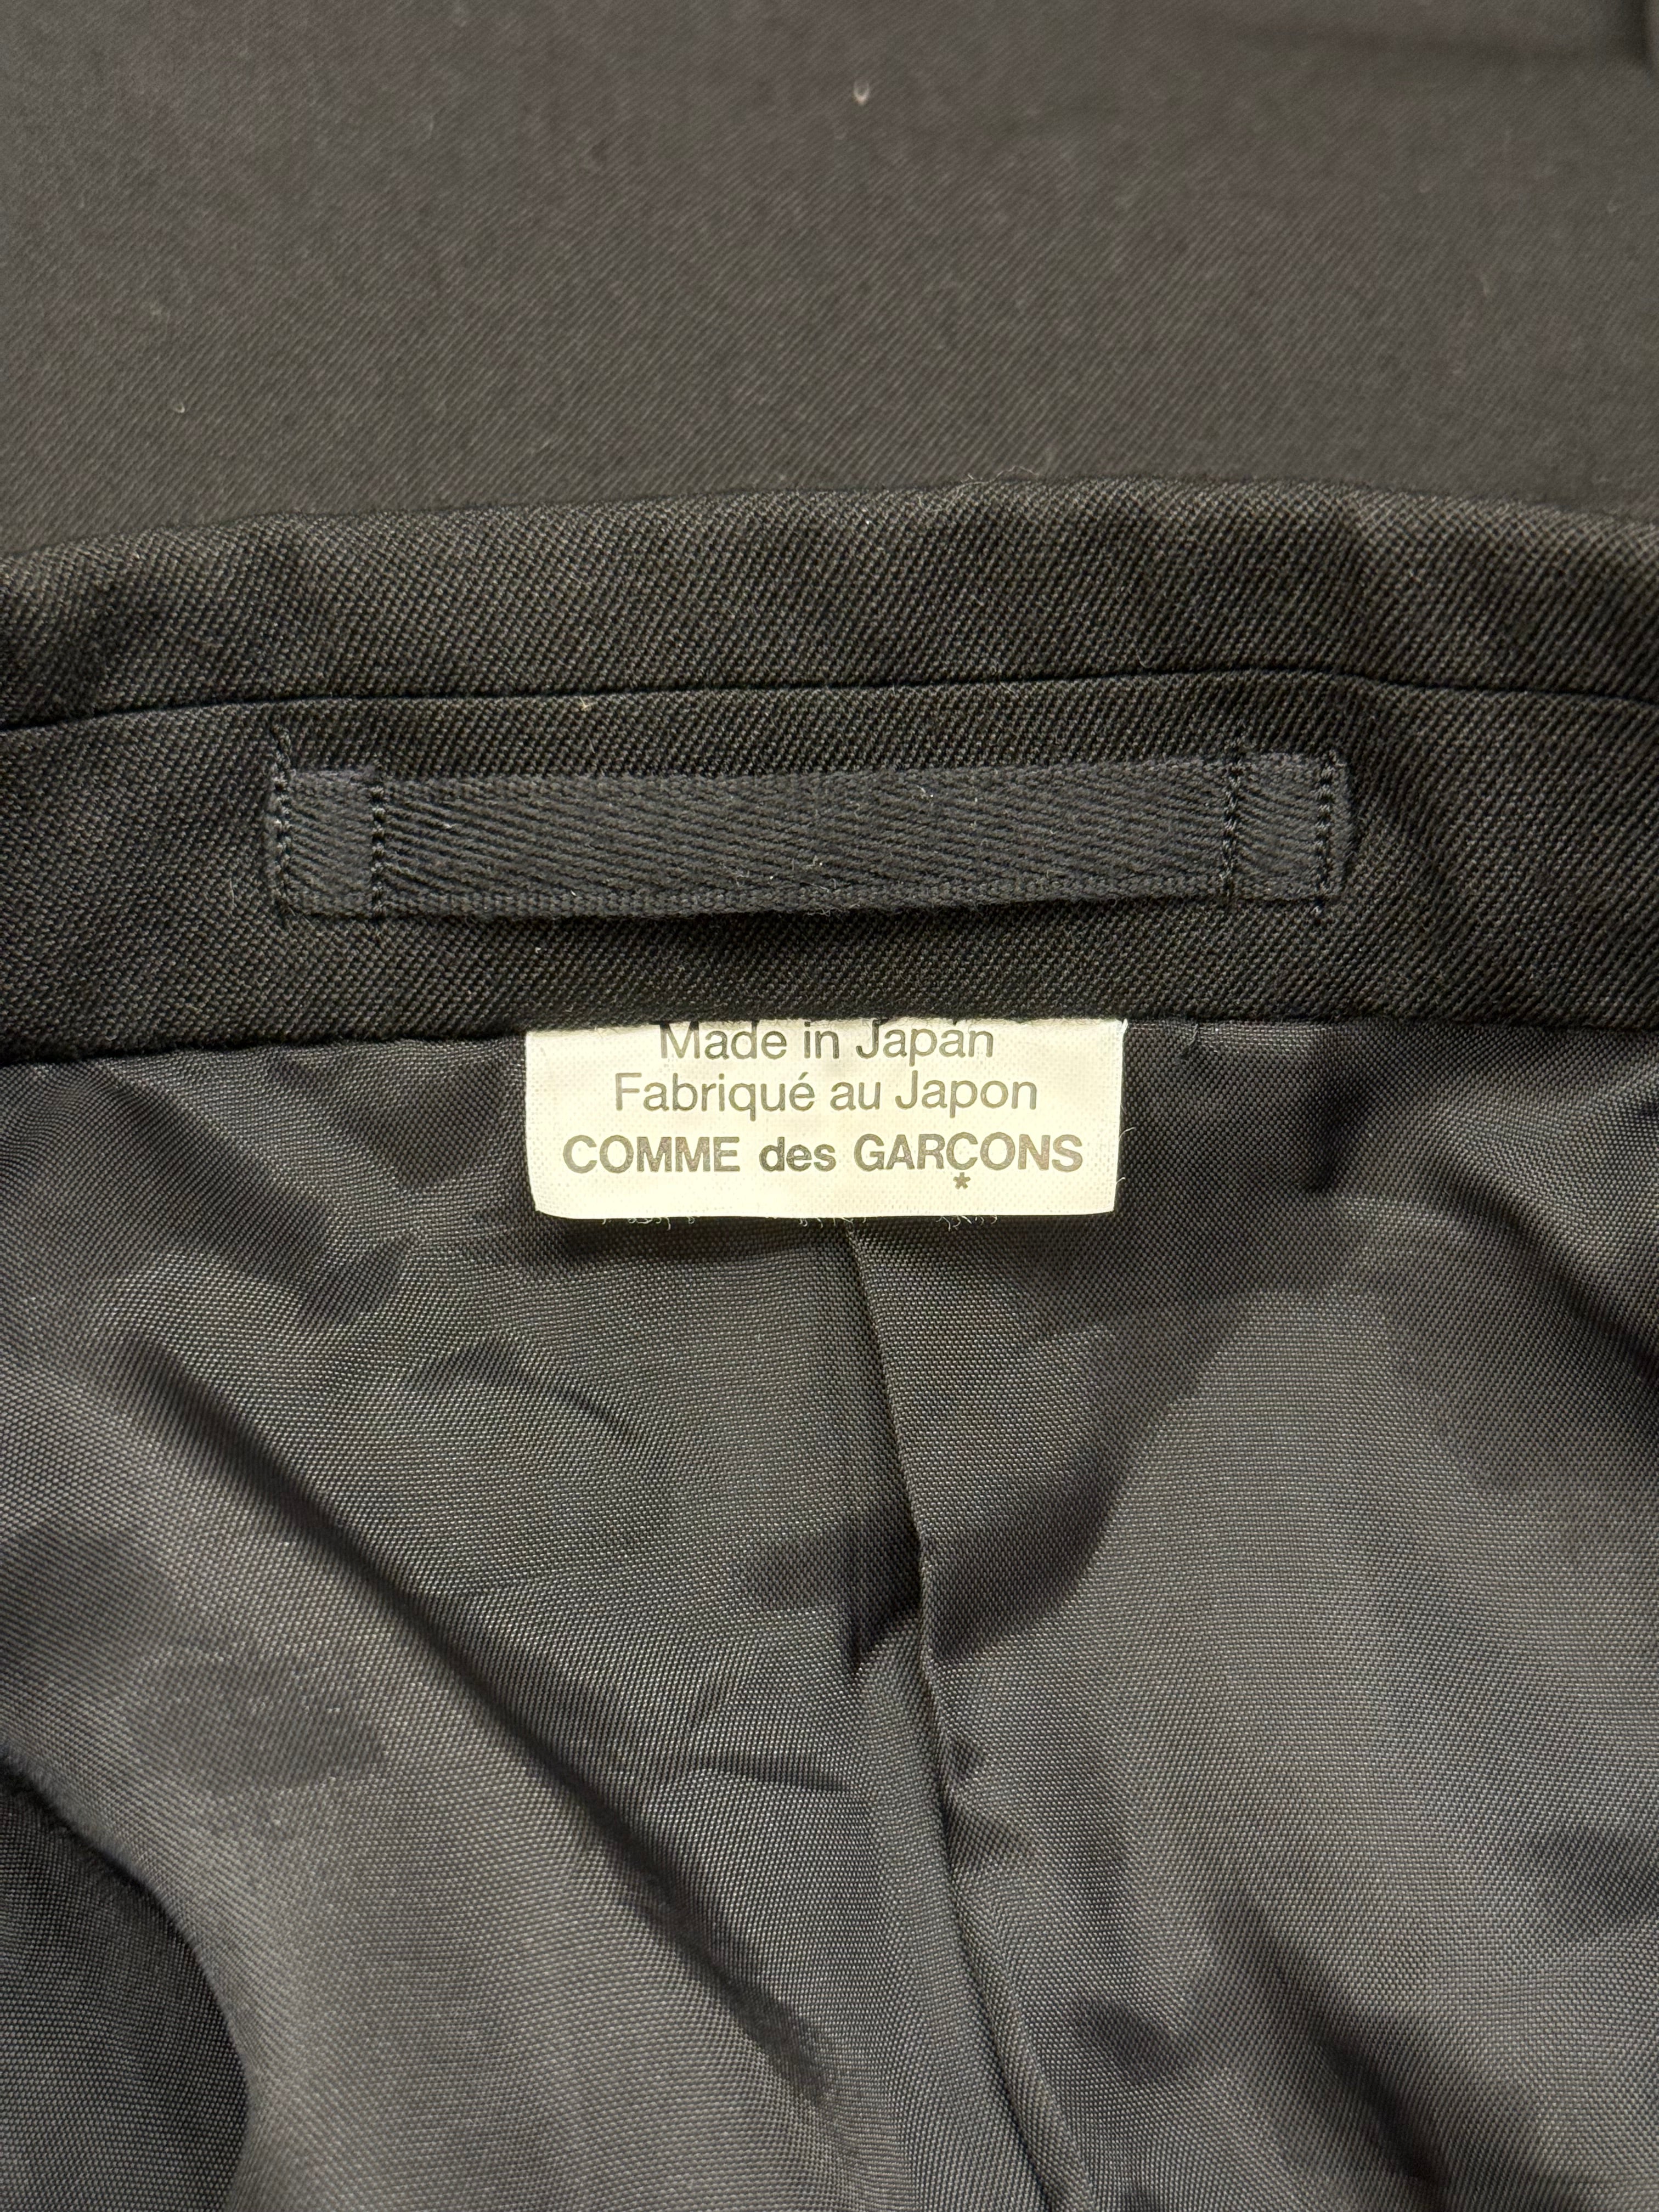 Made in Japan
Fabriqué au Japon
COMME des GARÇONS
*